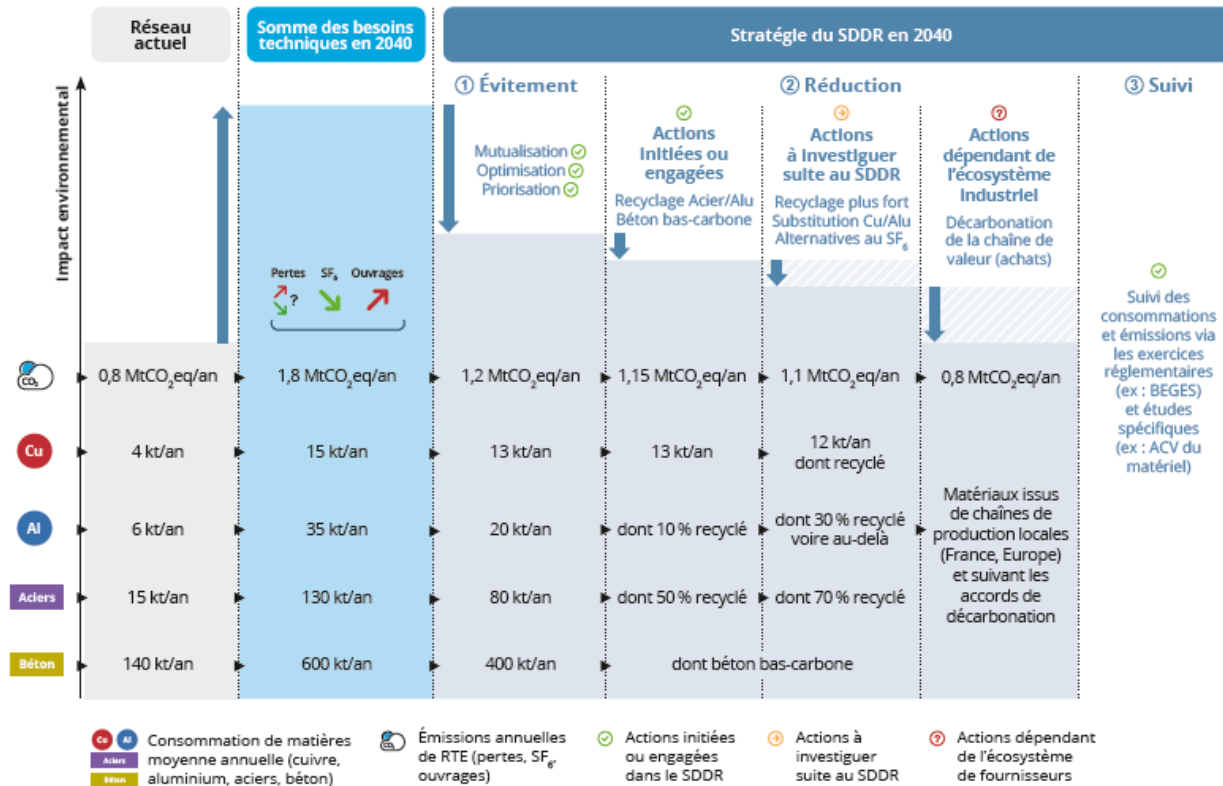 Réseau
actuel
Somme des besoins
techniques en 2040
Stratégie du SDDR en 2040
Impact environnemental
① Évitement
② Réduction
③ Suivi
Mutualisation
Optimisation
Priorisation
Actions
initiées ou
engagées
Recyclage Acier/Alu
Béton bas-carbone
Actions
à investiguer
suite au SDDR
Recyclage plus fort
Substitution Cu/Alu
Alternatives au SF₆
Actions
dépendant de
l'écosystème
industriel
Décarbonation
de la chaîne de
valeur (achats)
Pertes SF₆ Ouvrages
?
Suivi des
consommations
et émissions via
les exercices
réglementaires
(ex : BEGES)
et études
spécifiques
(ex : ACV du
matériel)
CO₂ 0,8 MtCO₂eq/an 1,8 MtCO₂eq/an 1,2 MtCO₂eq/an 1,15 MtCO₂eq/an 1,1 MtCO₂eq/an 0,8 MtCO₂eq/an
Cu 4 kt/an 15 kt/an 13 kt/an 13 kt/an 12 kt/an
dont recyclé
Al 6 kt/an 35 kt/an 20 kt/an dont 10 % recyclé dont 30 % recyclé
voire au-delà
Aciers 15 kt/an 130 kt/an 80 kt/an dont 50 % recyclé dont 70 % recyclé
Béton 140 kt/an 600 kt/an 400 kt/an dont béton bas-carbone
Matériaux issus
de chaînes de
production locales
(France, Europe)
et suivant les
accords de
décarbonation
Cu Al Aciers Béton
Consommation de matières
moyenne annuelle (cuivre,
aluminium, aciers, béton)
CO₂
Émissions annuelles
de RTE (pertes, SF₆,
ouvrages)
Actions initiées
ou engagées
dans le SDDR
Actions à
investiguer
suite au SDDR
Actions dépendant
de l'écosystème
de fournisseurs